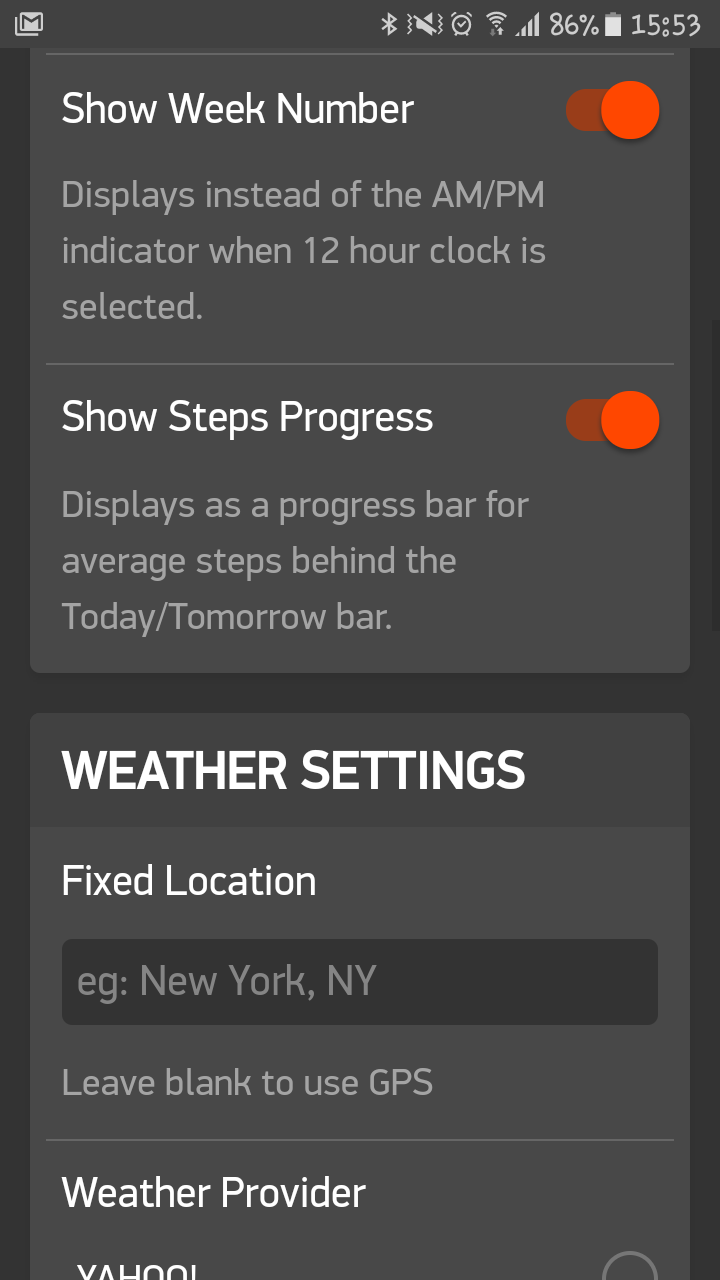 86% 15:53
Show Week Number
Displays instead of the AM/PM
indicator when 12 hour clock is
selected.
Show Steps Progress
Displays as a progress bar for
average steps behind the
Today/Tomorrow bar.
WEATHER SETTINGS
Fixed Location
eg: New York, NY
Leave blank to use GPS
Weather Provider
YAHOO!